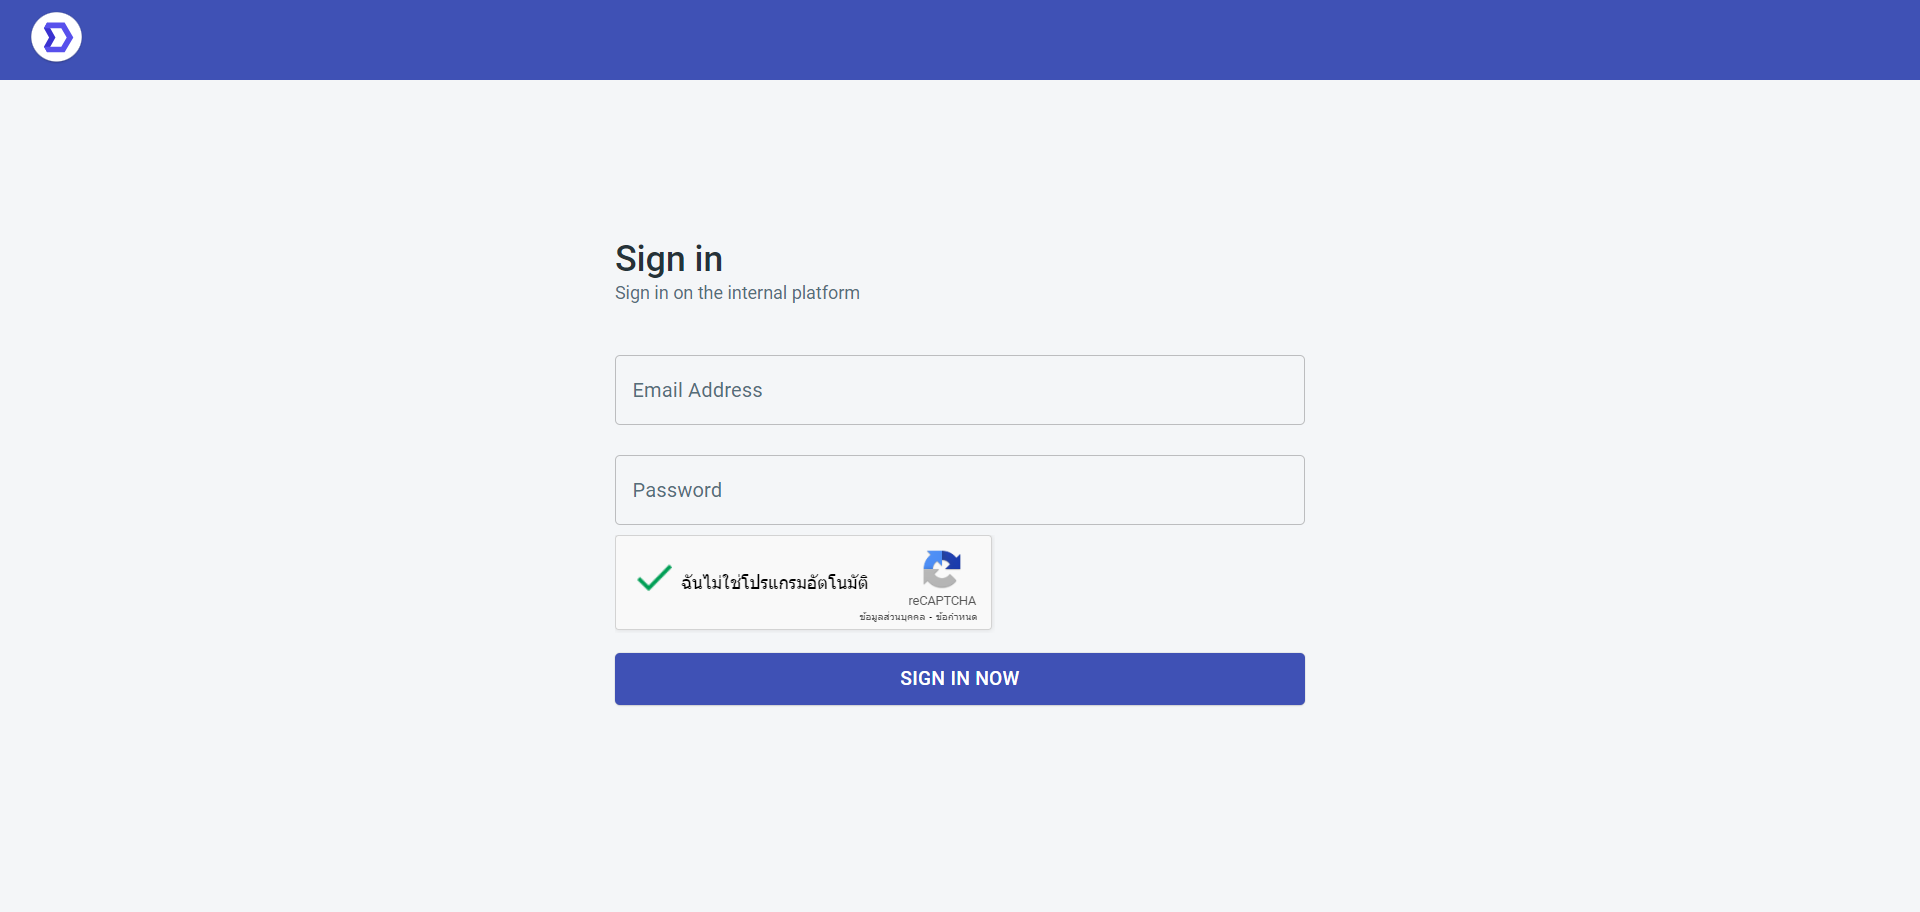 Sign in
Sign in on the internal platform
Email Address
Password
ฉันไม่ใช่โปรแกรมอัตโนมัติ
reCAPTCHA
ข้อมูลส่วนบุคคล - ข้อกำหนด
SIGN IN NOW